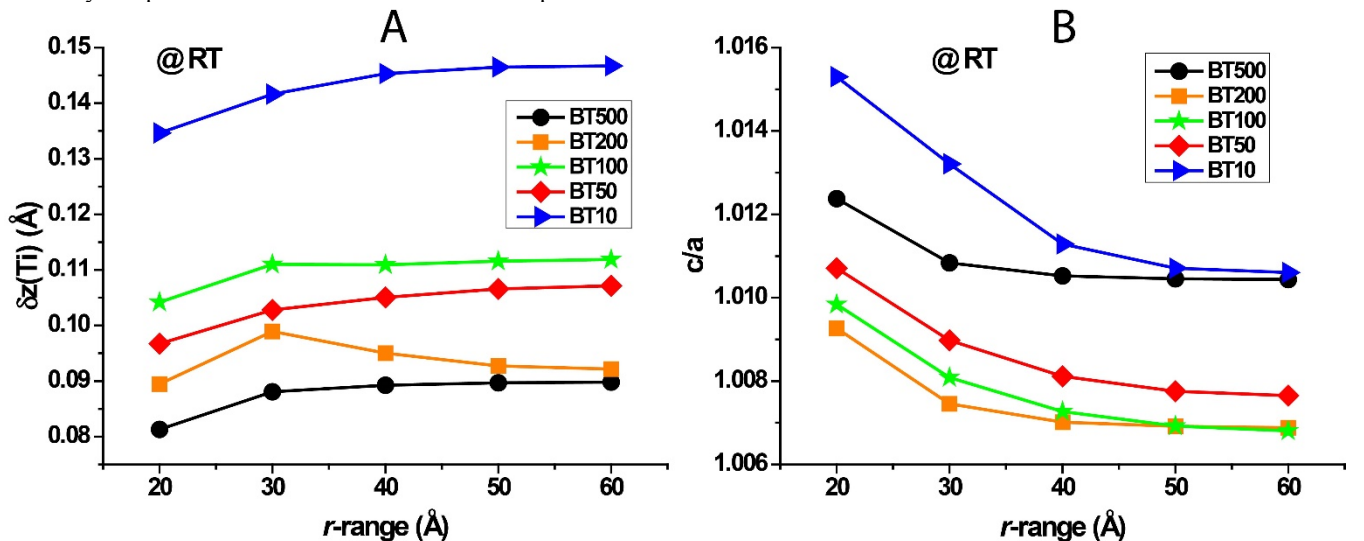 A
@RT
0.15
0.14
0.13
0.12
0.11
0.10
0.09
0.08
δz(Ti) (Å)
BT500
BT200
BT100
BT50
BT10
20 30 40 50 60
r-range (Å)
B
@RT
1.016
1.014
1.012
1.010
1.008
1.006
c/a
BT500
BT200
BT100
BT50
BT10
20 30 40 50 60
r-range (Å)